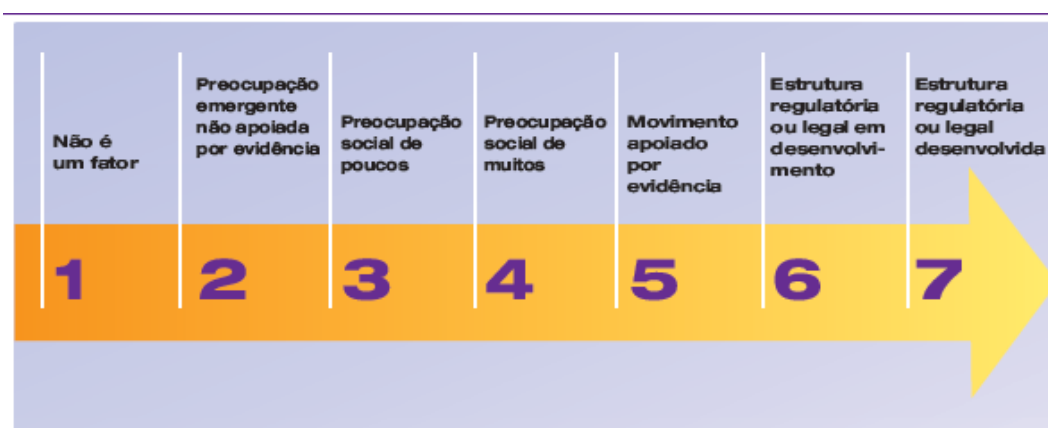 Não é
um fator
Preocupação
emergente
não apoiada
por evidência
Preocupação
social de
poucos
Preocupação
social de
muitos
Movimento
apoiado
por
evidência
Estrutura
regulatória
ou legal em
desenvolvi-
mento
Estrutura
regulatória
ou legal
desenvolvida
1 2 3 4 5 6 7